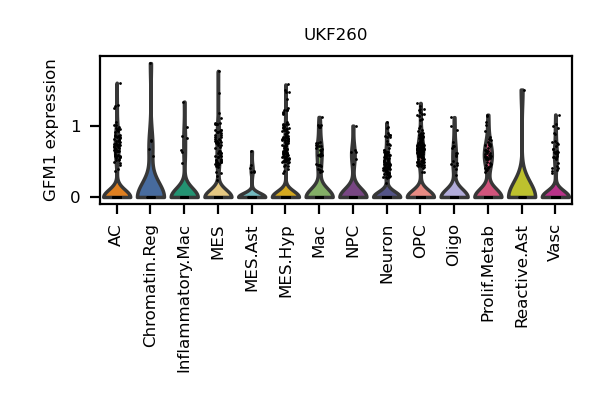 UKF260
GFM1 expression
1
0
AC
Chromatin.Reg
Inflammatory.Mac
MES
MES.Ast
MES.Hyp
Mac
NPC
Neuron
OPC
Oligo
Prolif.Metab
Reactive.Ast
Vasc